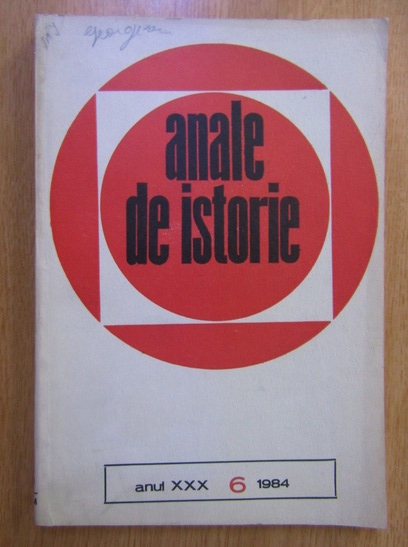 anale
de istorie
anul XXX 6 1984